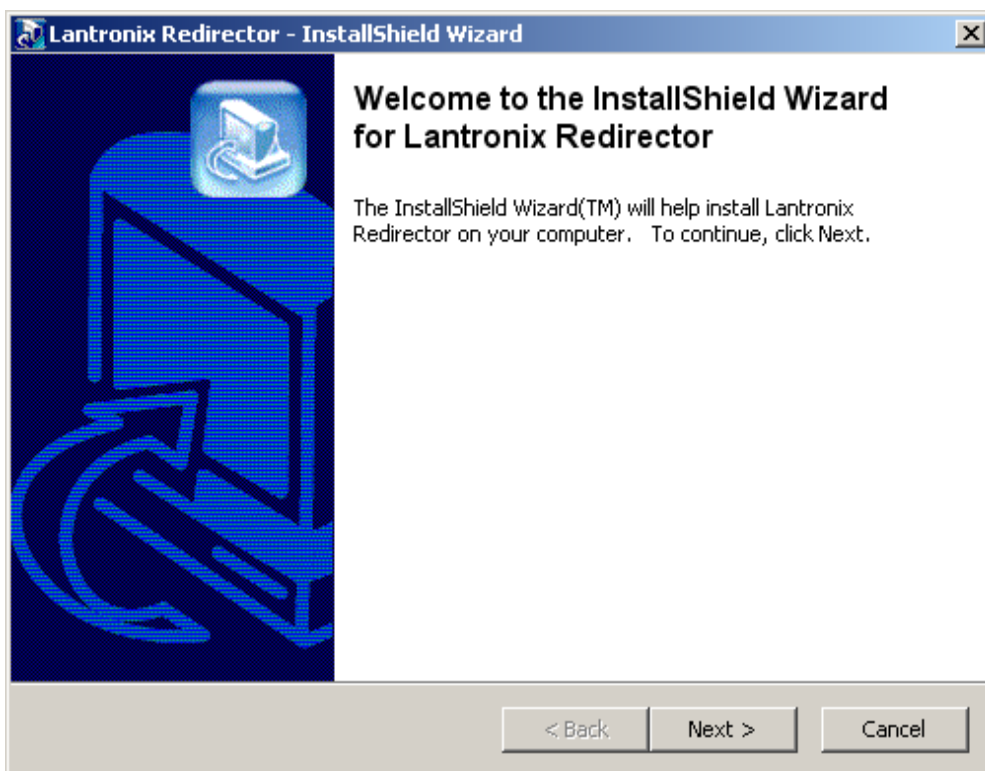 Lantronix Redirector - InstallShield Wizard
Welcome to the InstallShield Wizard
for Lantronix Redirector
The InstallShield Wizard(TM) will help install Lantronix
Redirector on your computer.   To continue, click Next.
< Back
Next >
Cancel